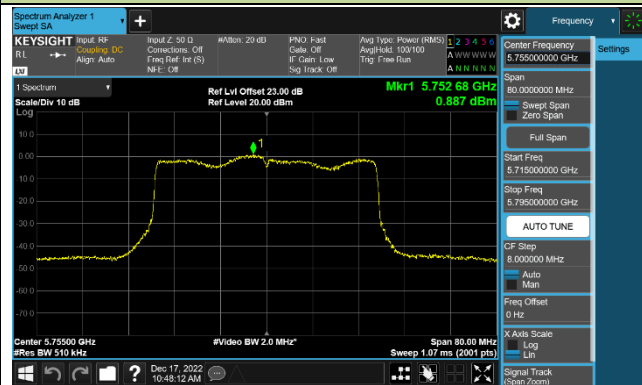 Spectrum Analyzer 1
Swept SA
Frequency
KEYSIGHT
RL
LXI
Input: RF
Coupling: DC
Align: Auto
Input Z: 50 Ω
Corrections: Off
Freq Ref: Int (S)
NFE: Off
#Atten: 20 dB
PNO: Fast
Gate: Off
IF Gain: Low
Sig Track: Off
Avg Type: Power (RMS)
Avg|Hold: 100/100
Trig: Free Run
1 2 3 4 5 6
A W W W W W
A N N N N N
1 Spectrum
Scale/Div 10 dB
Ref Lvl Offset 23.00 dB
Ref Level 20.00 dBm
Mkr1 5.752 68 GHz
0.887 dBm
Log
10.0
0.00
-10.0
-20.0
-30.0
-40.0
-50.0
-60.0
-70.0
1
Center 5.75500 GHz
#Res BW 510 kHz
#Video BW 2.0 MHz*
Span 80.00 MHz
Sweep 1.07 ms (2001 pts)
Center Frequency
5.755000000 GHz
Settings
Span
80.0000000 MHz
Swept Span
Zero Span
Full Span
Start Freq
5.715000000 GHz
Stop Freq
5.795000000 GHz
AUTO TUNE
CF Step
8.000000 MHz
Auto
Man
Freq Offset
0 Hz
X Axis Scale
Log
Lin
Signal Track
(Span Zoom)
?
Dec 17, 2022
10:48:12 AM